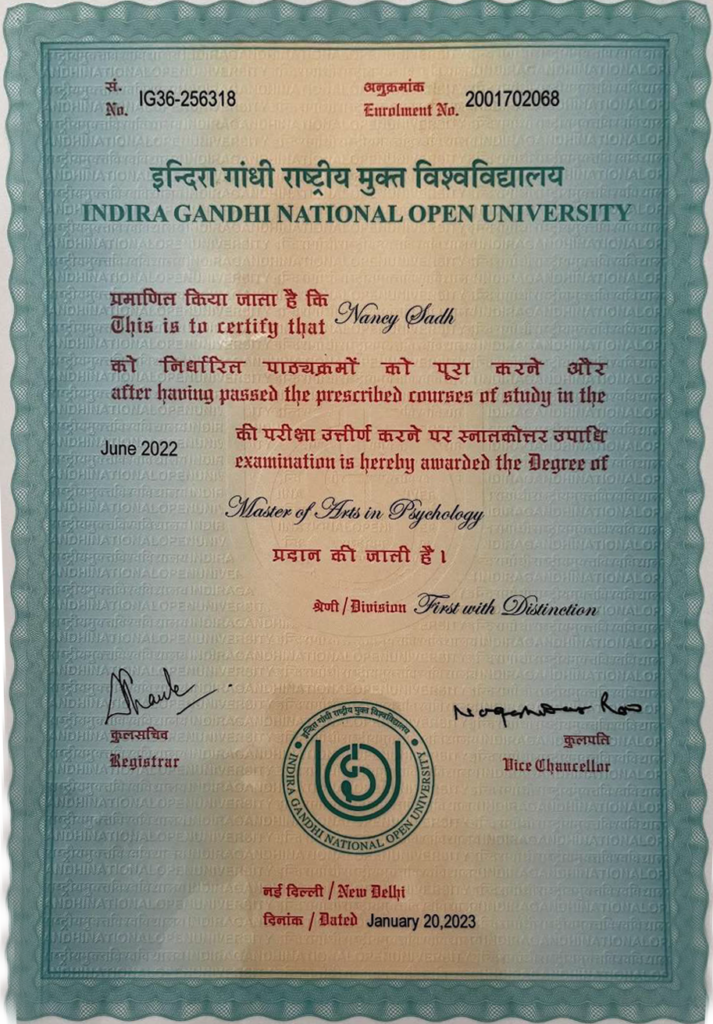 सं.
No. IG36-256318
अनुक्रमांक
Enrolment No. 2001702068
इन्दिरा गांधी राष्ट्रीय मुक्त विश्वविद्यालय
INDIRA GANDHI NATIONAL OPEN UNIVERSITY
प्रमाणित किया जाता है कि
This is to certify that Nancy Sadh
को निर्धारित पाठ्यक्रमों को पूरा करने और
after having passed the prescribed courses of study in the
June 2022 की परीक्षा उत्तीर्ण करने पर स्नातकोत्तर उपाधि
examination is hereby awarded the Degree of
Master of Arts in Psychology
प्रदान की जाती है।
श्रेणी / Division First with Distinction
कुलसचिव
Registrar
कुलपति
Vice Chancellor
इन्दिरा गांधी राष्ट्रीय मुक्त विश्वविद्यालय
INDIRA GANDHI NATIONAL OPEN UNIVERSITY
नई दिल्ली / New Delhi
दिनांक / Dated January 20,2023